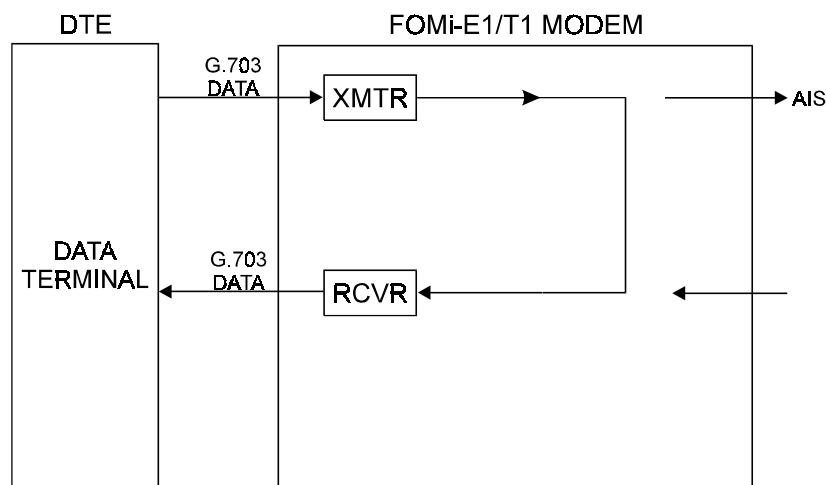 DTE
FOMi-E1/T1 MODEM
G.703
DATA
XMTR
AIS
DATA
TERMINAL
G.703
DATA
RCVR